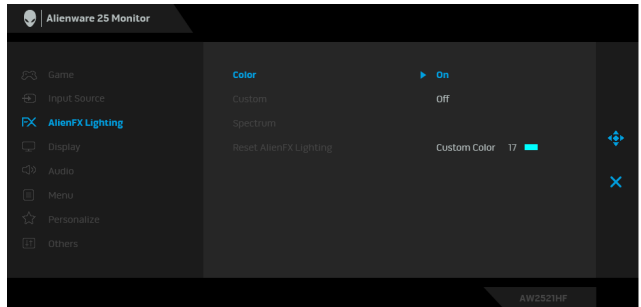 Alienware 25 Monitor
Game
Color
On
Input Source
Custom
Off
FX AlienFX Lighting
Spectrum
Display
Reset AlienFX Lighting
Custom Color 17
Audio
Menu
Personalize
Others
AW2521HF